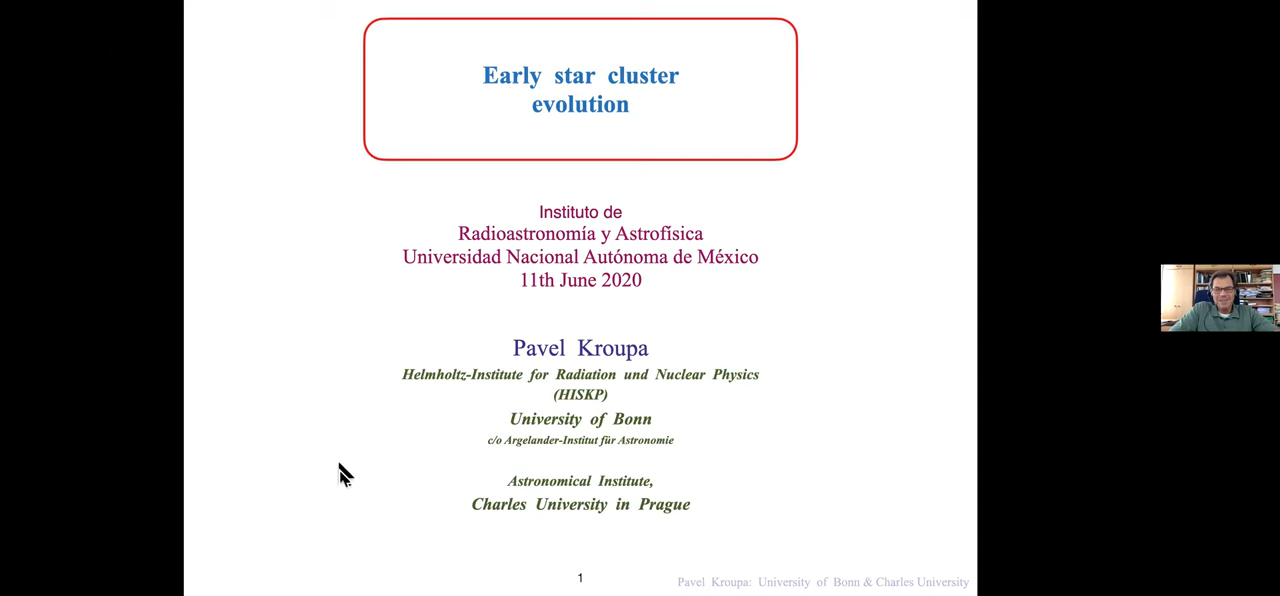 Early star cluster
evolution
Instituto de
Radioastronomía y Astrofísica
Universidad Nacional Autónoma de México
11th June 2020
Pavel Kroupa
Helmholtz-Institute for Radiation und Nuclear Physics
(HISKP)
University of Bonn
c/o Argelander-Institut für Astronomie
Astronomical Institute,
Charles University in Prague
1
Pavel Kroupa: University of Bonn & Charles University